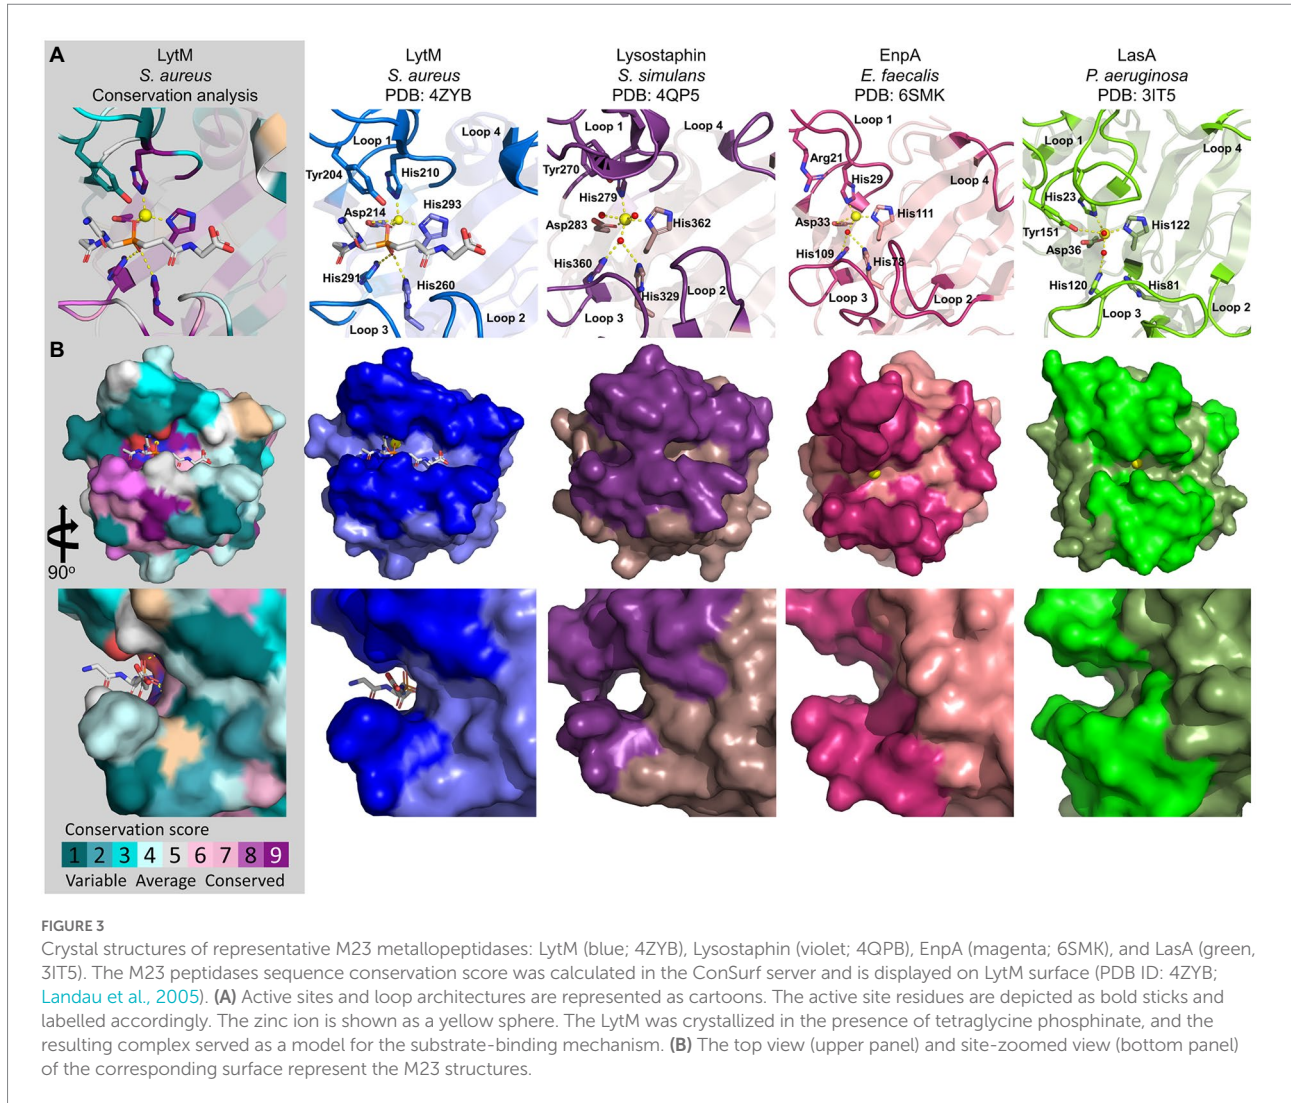 A
LytM
S. aureus
Conservation analysis
LytM
S. aureus
PDB: 4ZYB
Lysostaphin
S. simulans
PDB: 4QP5
EnpA
E. faecalis
PDB: 6SMK
LasA
P. aeruginosa
PDB: 3IT5
Loop 1
Loop 4
Tyr204
His210
Asp214
His293
His291
His260
Loop 3
Loop 2
Loop 1
Loop 4
Tyr270
His279
Asp283
His362
His360
His329
Loop 2
Loop 3
Loop 1
Arg21
His29
Loop 4
Asp33
His111
His109
His78
Loop 3
Loop 2
Loop 1
Loop 4
His23
Tyr151
His122
Asp36
His120
His81
Loop 3
Loop 2
B
90º
Conservation score
1 2 3 4 5 6 7 8 9
Variable Average Conserved
FIGURE 3
Crystal structures of representative M23 metallopeptidases: LytM (blue; 4ZYB), Lysostaphin (violet; 4QPB), EnpA (magenta; 6SMK), and LasA (green,
3IT5). The M23 peptidases sequence conservation score was calculated in the ConSurf server and is displayed on LytM surface (PDB ID: 4ZYB;
Landau et al., 2005). (A) Active sites and loop architectures are represented as cartoons. The active site residues are depicted as bold sticks and
labelled accordingly. The zinc ion is shown as a yellow sphere. The LytM was crystallized in the presence of tetraglycine phosphinate, and the
resulting complex served as a model for the substrate-binding mechanism. (B) The top view (upper panel) and site-zoomed view (bottom panel)
of the corresponding surface represent the M23 structures.